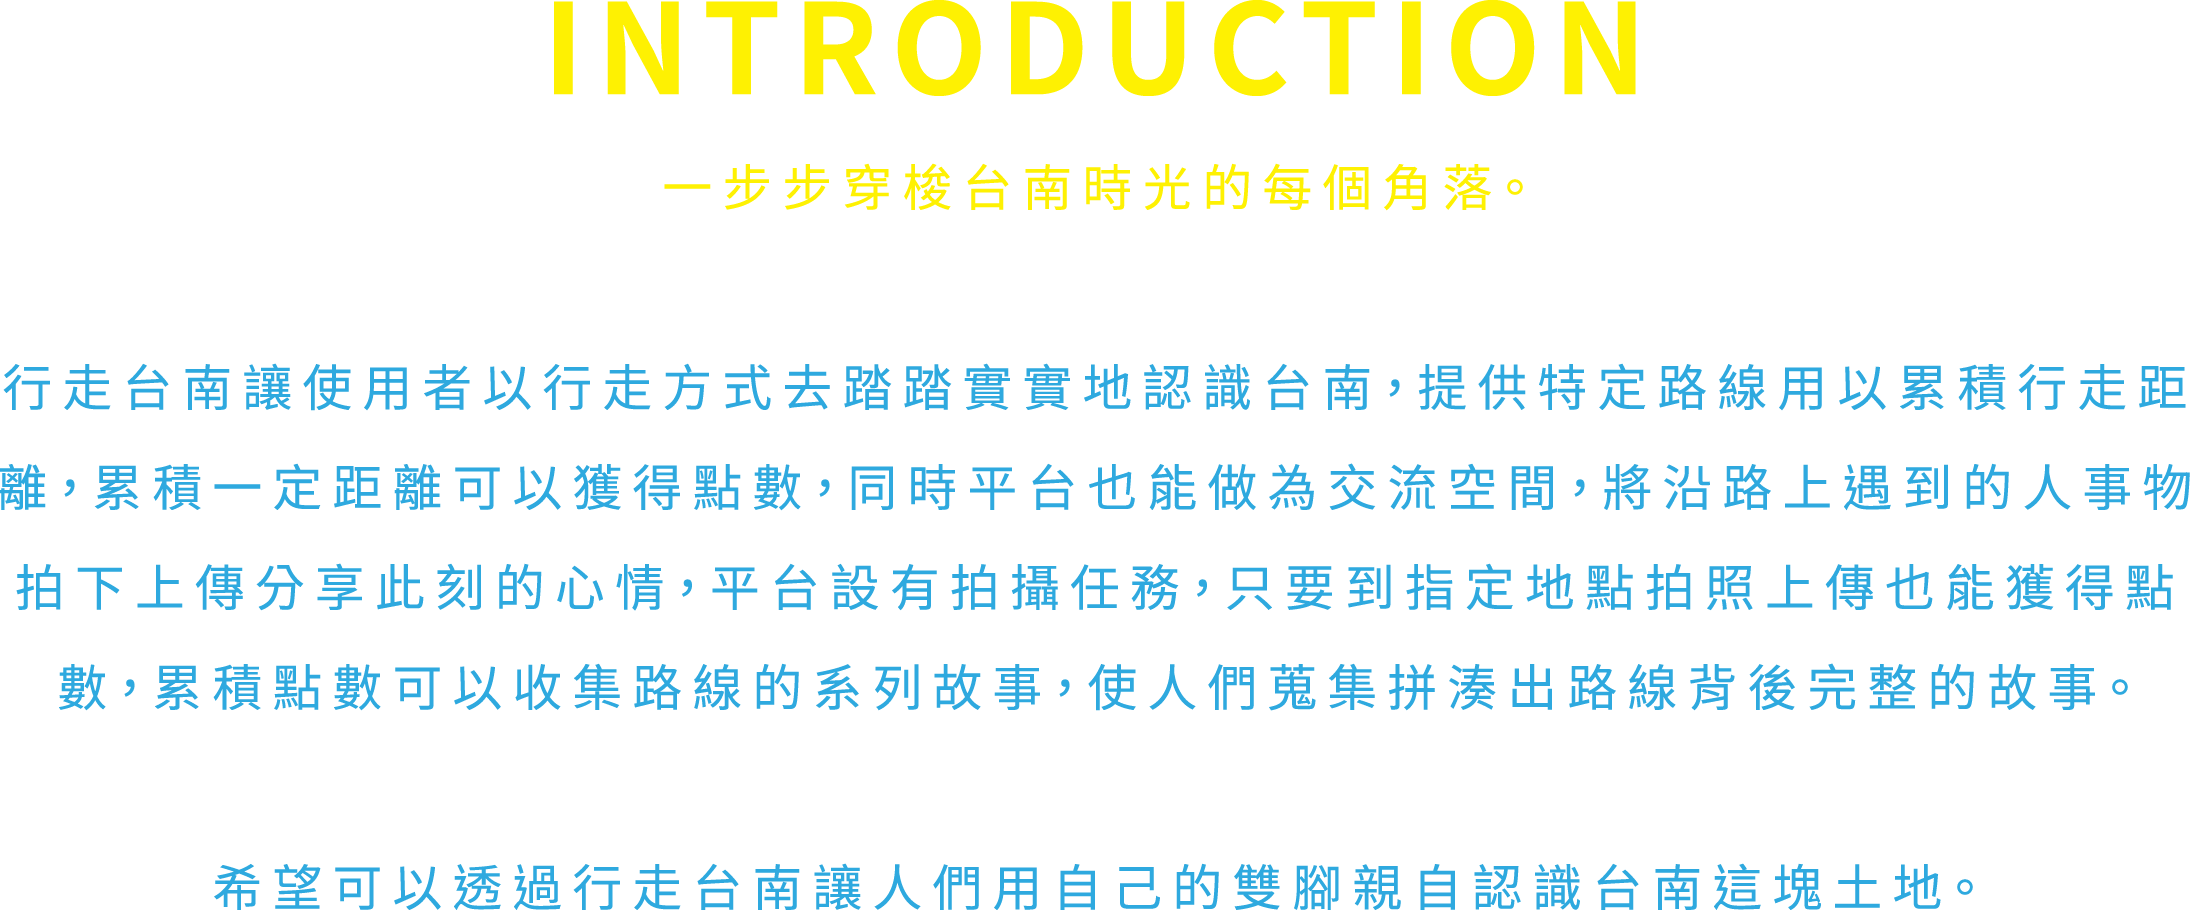 INTRODUCTION
一步步穿梭台南時光的每個角落。
行走台南讓使用者以行走方式去踏踏實實地認識台南，提供特定路線用以累積行走距
離，累積一定距離可以獲得點數，同時平台也能做為交流空間，將沿路上遇到的人事物
拍下上傳分享此刻的心情，平台設有拍攝任務，只要到指定地點拍照上傳也能獲得點
數，累積點數可以收集路線的系列故事，使人們蒐集拼湊出路線背後完整的故事。
希望可以透過行走台南讓人們用自己的雙腳親自認識台南這塊土地。